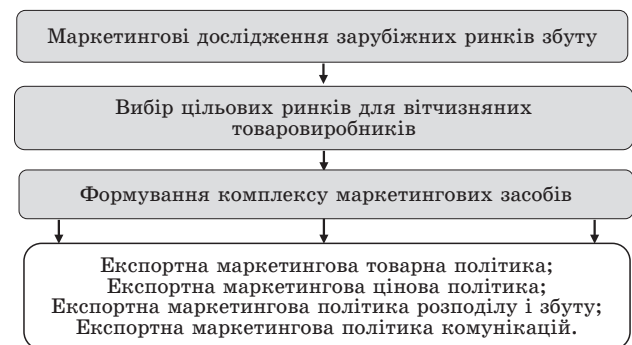 Маркетингові дослідження зарубіжних ринків збуту
Вибір цільових ринків для вітчизняних
товаровиробників
Формування комплексу маркетингових засобів
Експортна маркетингова товарна політика;
Експортна маркетингова цінова політика;
Експортна маркетингова політика розподілу і збуту;
Експортна маркетингова політика комунікацій.